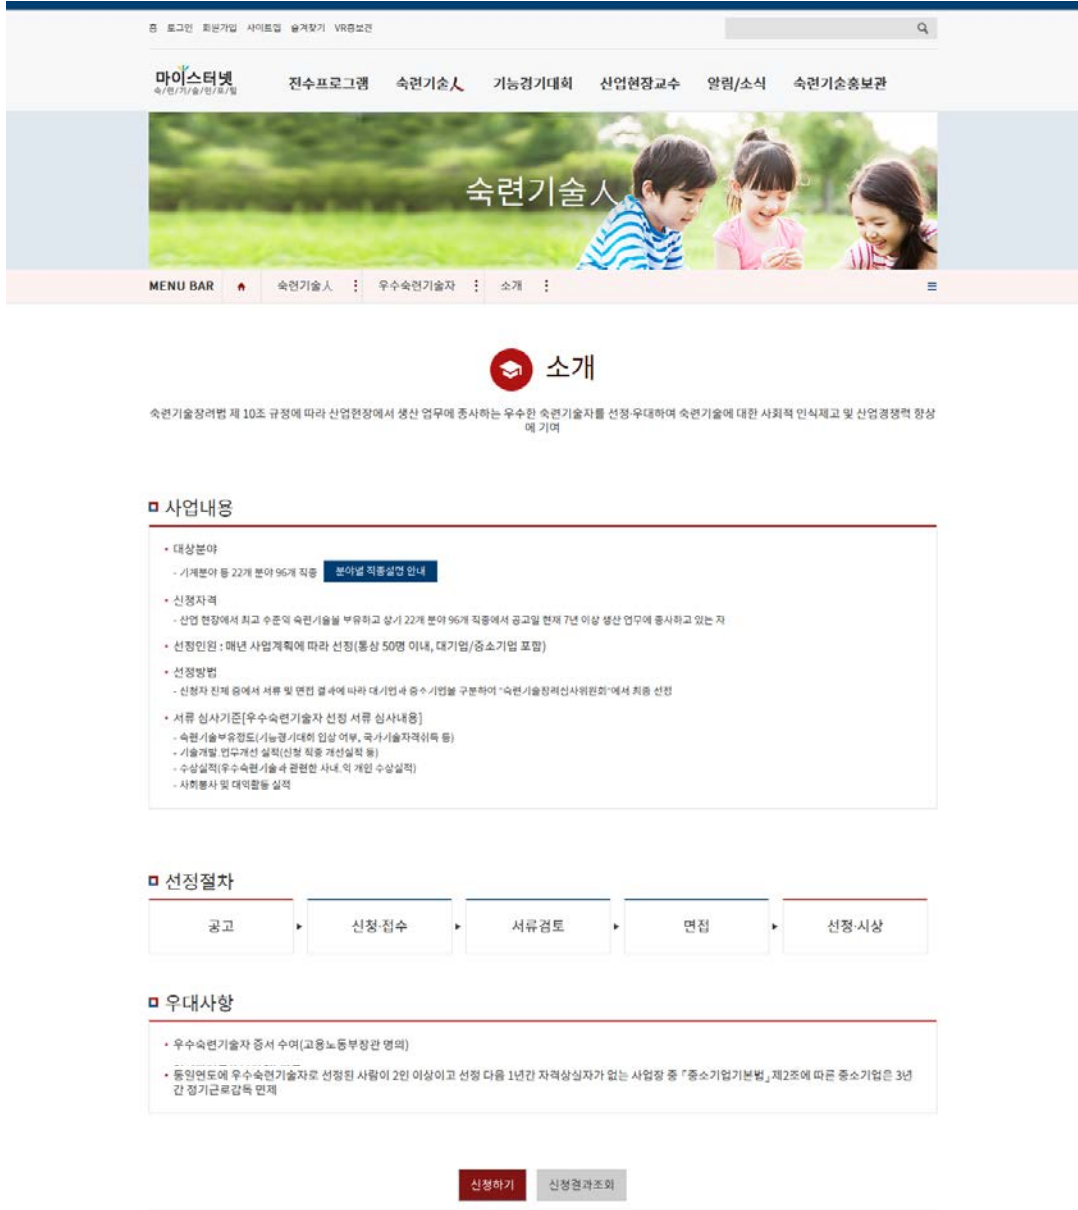 홈 로그인 회원가입 사이트맵 즐겨찾기 VR홍보관
마이스터넷
숙/련/기/술/인/포/털
전수프로그램 숙련기술人 기능경기대회 산업현장교수 알림/소식 숙련기술홍보관
숙련기술人
MENU BAR 숙련기술人 우수숙련기술자 소개
소개
숙련기술장려법 제 10조 규정에 따라 산업현장에서 생산 업무에 종사하는 우수한 숙련기술자를 선정·우대하여 숙련기술에 대한 사회적 인식제고 및 산업경쟁력 향상
에 기여
사업내용
• 대상분야
- 기계분야 등 22개 분야 96개 직종 분야별 직종설명 안내
• 신청자격
- 산업 현장에서 최고 수준의 숙련기술을 보유하고 상기 22개 분야 96개 직종에서 공고일 현재 7년 이상 생산 업무에 종사하고 있는 자
• 선정인원 : 매년 사업계획에 따라 선정(통상 50명 이내, 대기업/중소기업 포함)
• 선정방법
- 신청자 전체 중에서 서류 및 면접 결과에 따라 대기업과 중소기업을 구분하여 "숙련기술장려심사위원회"에서 최종 선정
• 서류 심사기준[우수숙련기술자 선정 서류 심사내용]
- 숙련기술보유정도(기능경기대회 입상 여부, 국가기술자격취득 등)
- 기술개발.업무개선 실적(신청 직종 개선실적 등)
- 수상실적(우수숙련기술과 관련한 사내.외 개인 수상실적)
- 사회봉사 및 대외활동 실적
선정절차
공고 신청·접수 서류검토 면접 선정·시상
우대사항
• 우수숙련기술자 증서 수여(고용노동부장관 명의)
• 동일연도에 우수숙련기술자로 선정된 사람이 2인 이상이고 선정 다음 1년간 자격상실자가 없는 사업장 중 「중소기업기본법」 제2조에 따른 중소기업은 3년
간 정기근로감독 면제
신청하기 신청결과조회